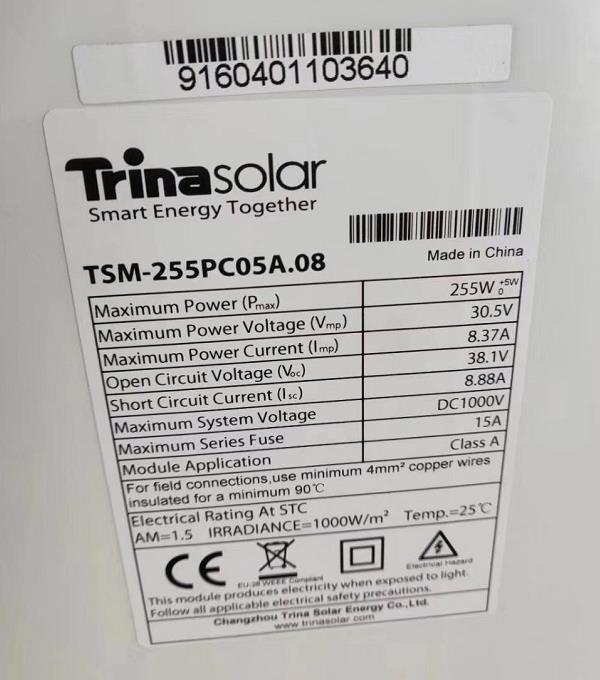 9160401103640
Trinasolar
Smart Energy Together
TSM-255PC05A.08
Made in China
Maximum Power (Pmax) 255W +5W 0
Maximum Power Voltage (Vmp) 30.5V
Maximum Power Current (Imp) 8.37A
Open Circuit Voltage (Voc) 38.1V
Short Circuit Current (Isc) 8.88A
Maximum System Voltage DC1000V
Maximum Series Fuse 15A
Module Application Class A
For field connections,use minimum 4mm² copper wires
insulated for a minimum 90℃
Electrical Rating At STC
AM=1.5 IRRADIANCE=1000W/m² Temp.=25℃
CE
EU-28 WEEE Compliant
Electrical Hazard
This module produces electricity when exposed to light.
Follow all applicable electrical safety precautions.
Changzhou Trina Solar Energy Co.,Ltd.
www.trinasolar.com